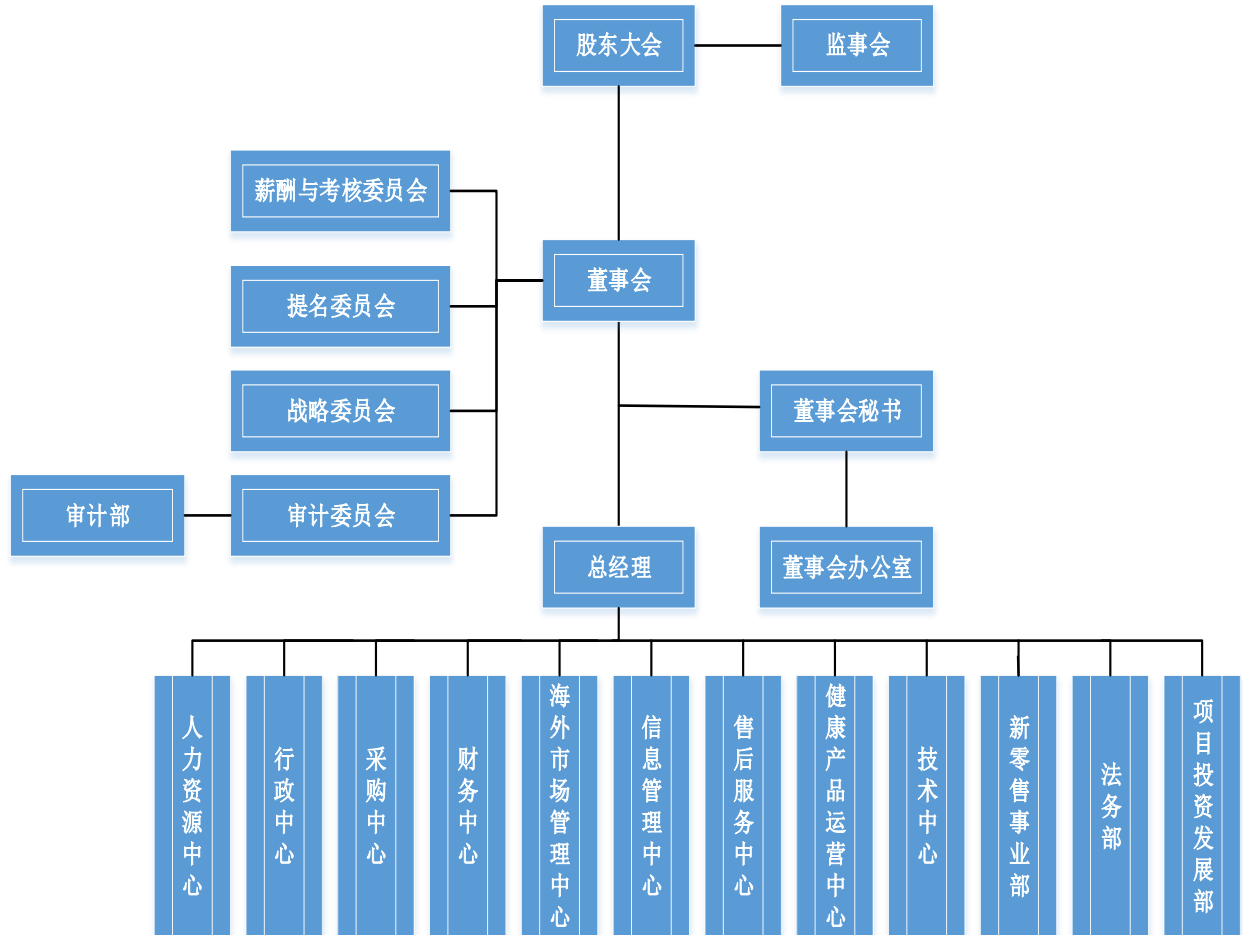 股东大会
监事会
薪酬与考核委员会
董事会
提名委员会
战略委员会
董事会秘书
审计部
审计委员会
总经理
董事会办公室
人力资源中心
行政中心
采购中心
财务中心
海外市场管理中心
信息管理中心
售后服务中心
健康产品运营中心
技术中心
新零售事业部
法务部
项目投资发展部